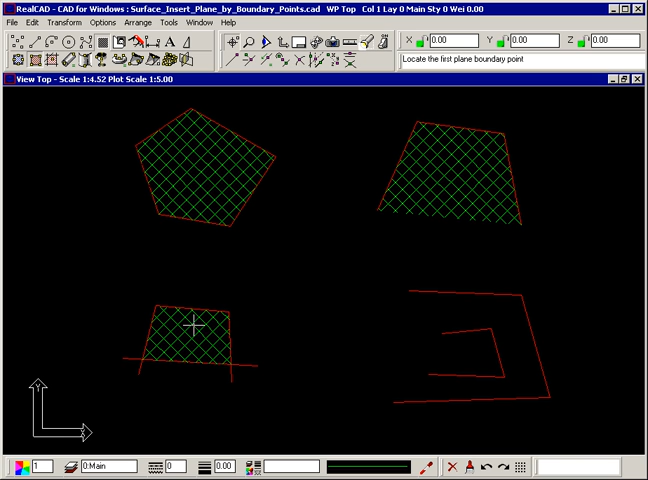 RealCAD - CAD for Windows : Surface_Insert_Plane_by_Boundary_Points.cad   WP Top   Col 1 Lay 0 Main Sty 0 Wei 0.00
File Edit Transform Options Arrange Tools Window Help
X 0.00 Y 0.00 Z 0.00
Locate the first plane boundary point
View Top - Scale 1:4.52 Plot Scale 1:5.00
Y
1 0:Main 0 0.00